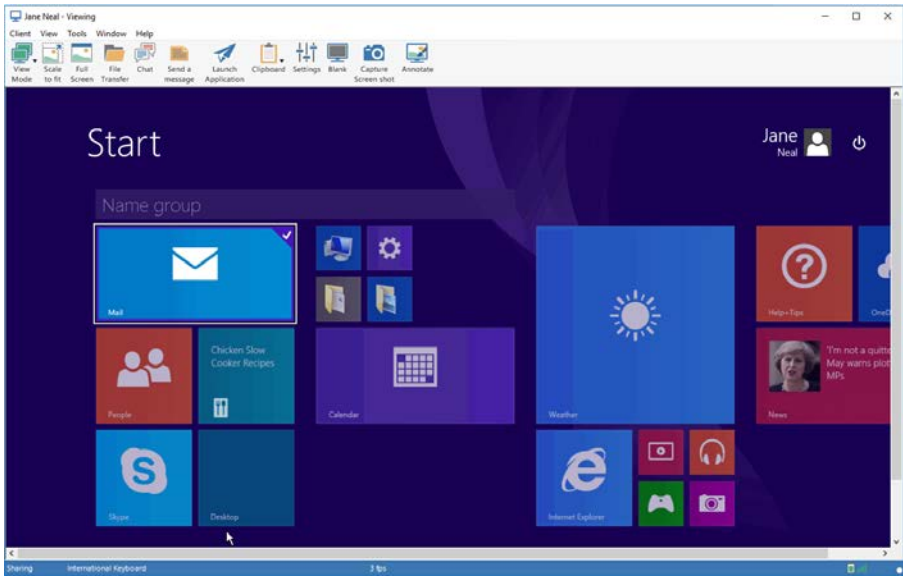 Jane Neal - Viewing
Client View Tools Window Help
View Mode
Scale to fit
Full Screen
File Transfer
Chat
Send a message
Launch Application
Clipboard
Settings
Blank
Capture Screen shot
Annotate
Start
Jane
Neal
Name group
Mail
Help+Tips
OneD
People
Chicken Slow
Cooker Recipes
Calendar
Weather
'I'm not a quitte
May warns plot
MPs
News
Skype
Desktop
Internet Explorer
Sharing International Keyboard 3 fps